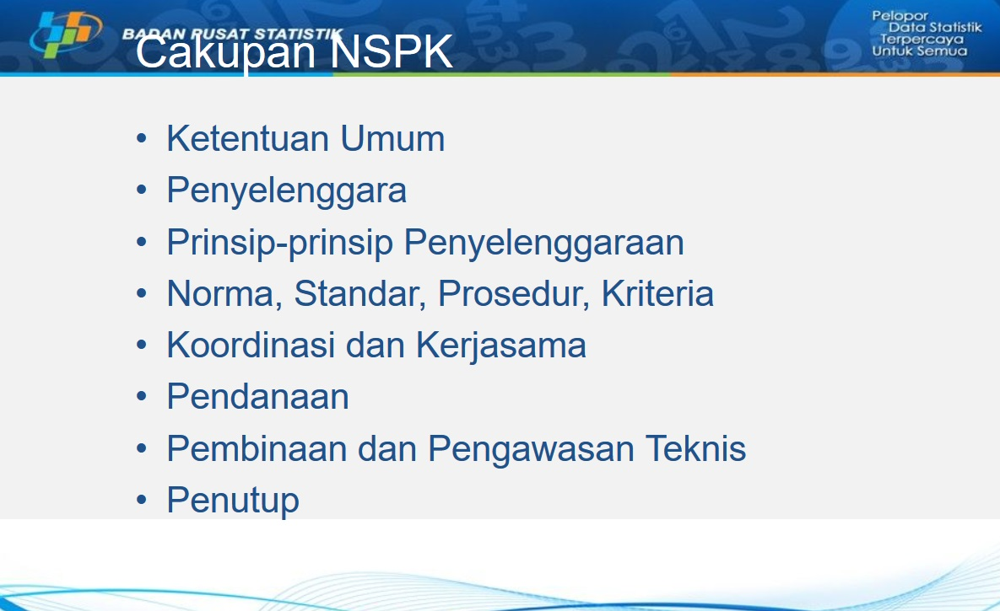 BADAN PUSAT STATISTIK
Cakupan NSPK
Pelopor
Data Statistik
Terpercaya
Untuk Semua
• Ketentuan Umum
• Penyelenggara
• Prinsip-prinsip Penyelenggaraan
• Norma, Standar, Prosedur, Kriteria
• Koordinasi dan Kerjasama
• Pendanaan
• Pembinaan dan Pengawasan Teknis
• Penutup